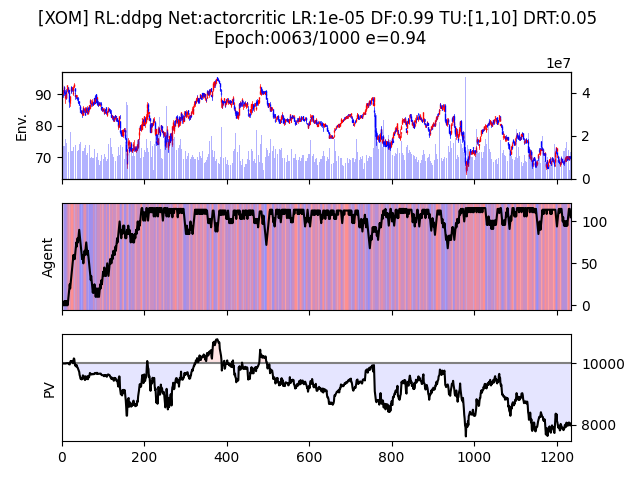 [XOM] RL:ddpg Net:actorcritic LR:1e-05 DF:0.99 TU:[1,10] DRT:0.05
Epoch:0063/1000 e=0.94
1e7
Env.
90
80
70
4
2
0
Agent
100
50
0
PV
10000
8000
0 200 400 600 800 1000 1200